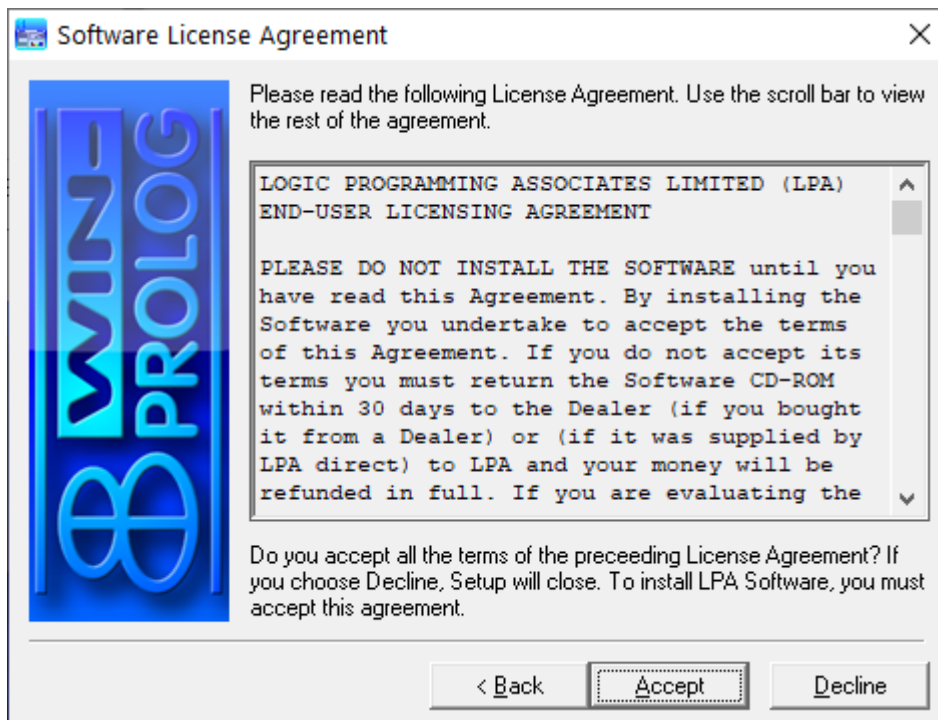 Software License Agreement
Please read the following License Agreement. Use the scroll bar to view
the rest of the agreement.
WIN-
PROLOG
8
LOGIC PROGRAMMING ASSOCIATES LIMITED (LPA)
END-USER LICENSING AGREEMENT
PLEASE DO NOT INSTALL THE SOFTWARE until you
have read this Agreement. By installing the
Software you undertake to accept the terms
of this Agreement. If you do not accept its
terms you must return the Software CD-ROM
within 30 days to the Dealer (if you bought
it from a Dealer) or (if it was supplied by
LPA direct) to LPA and your money will be
refunded in full. If you are evaluating the
Do you accept all the terms of the preceeding License Agreement? If
you choose Decline, Setup will close. To install LPA Software, you must
accept this agreement.
< Back
Accept
Decline